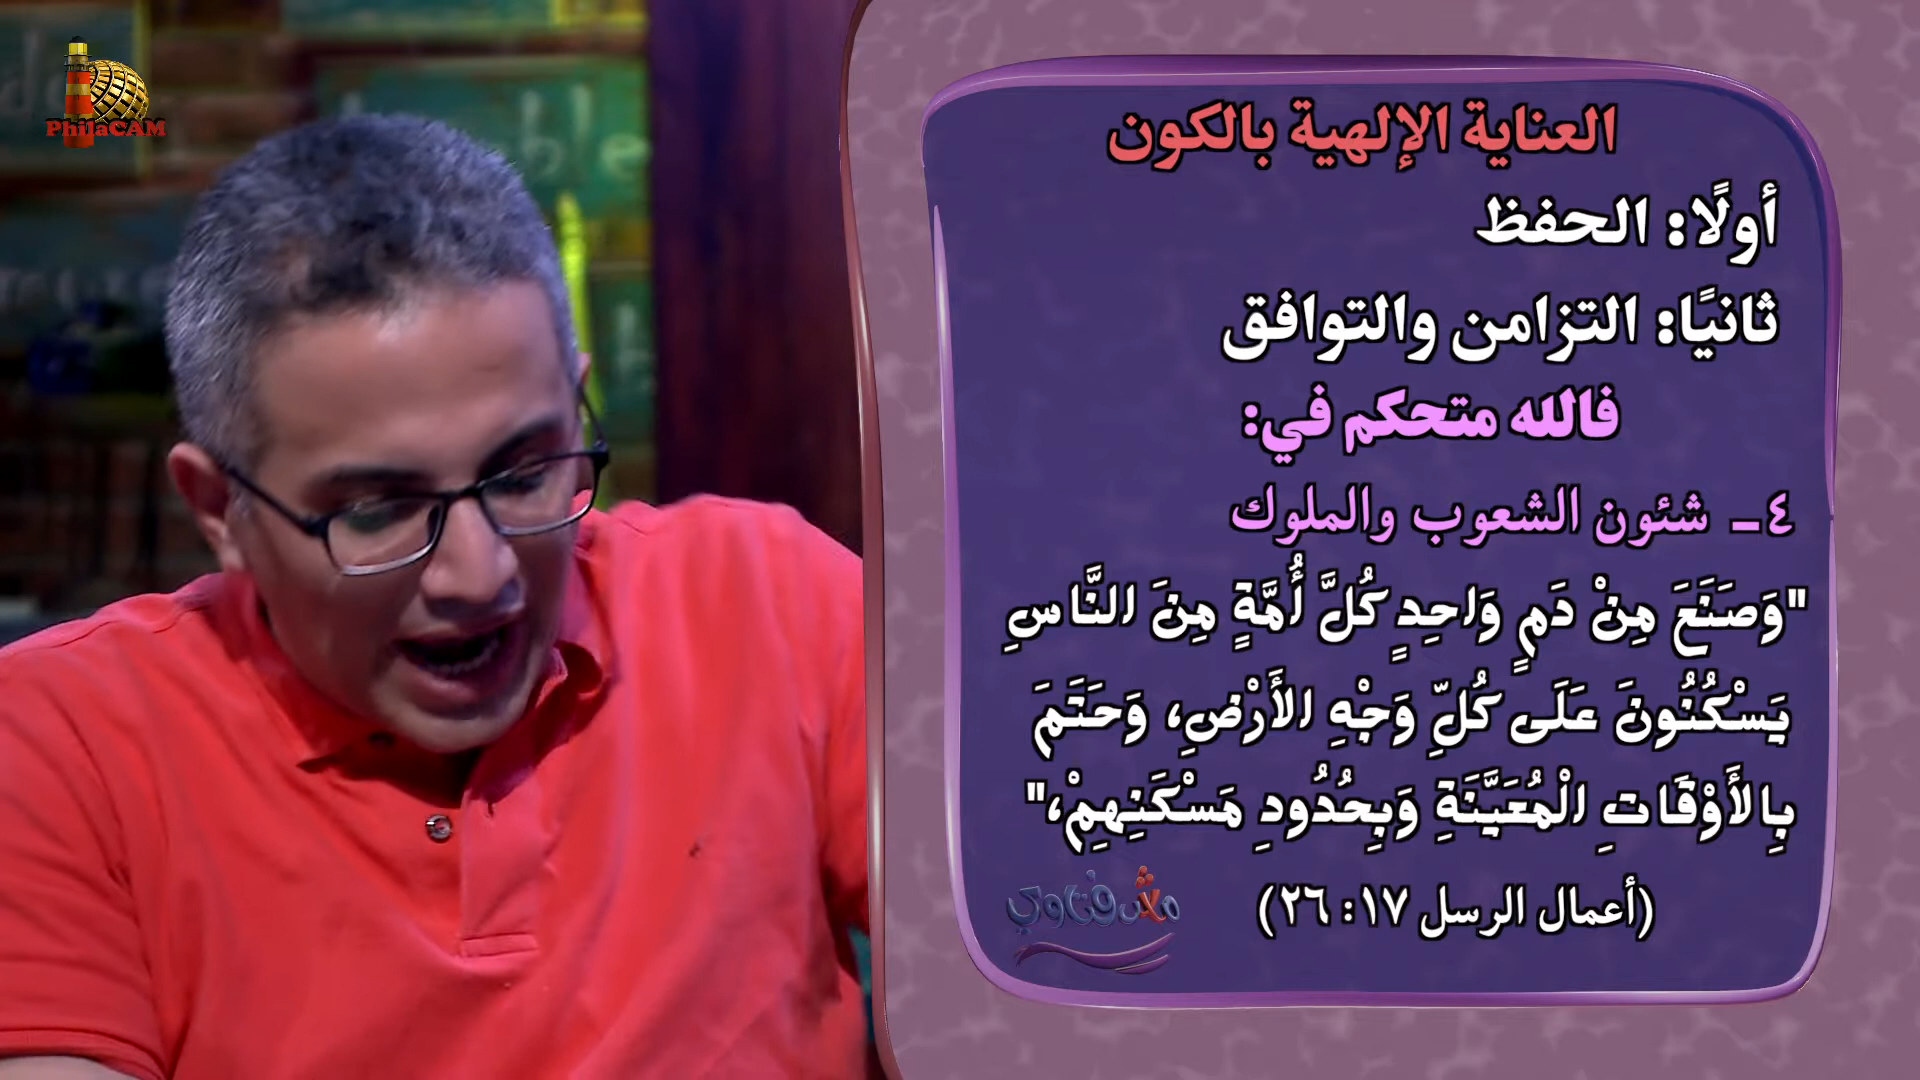 PhilaCAM
العناية الإلهية بالكون
أولًا: الحفظ
ثانيًا: التزامن والتوافق
فالله متحكم في:
٤- شئون الشعوب والملوك
"وَصَنَعَ مِنْ دَمٍ وَاحِدٍ كُلَّ أُمَّةٍ مِنَ النَّاسِ
يَسْكُنُونَ عَلَى كُلِّ وَجْهِ الأَرْضِ، وَحَتَمَ
بِالأَوْقَاتِ الْمُعَيَّنَةِ وَبِحُدُودِ مَسْكَنِهِمْ،"
(أعمال الرسل ١٧: ٢٦)
مش فتاوي